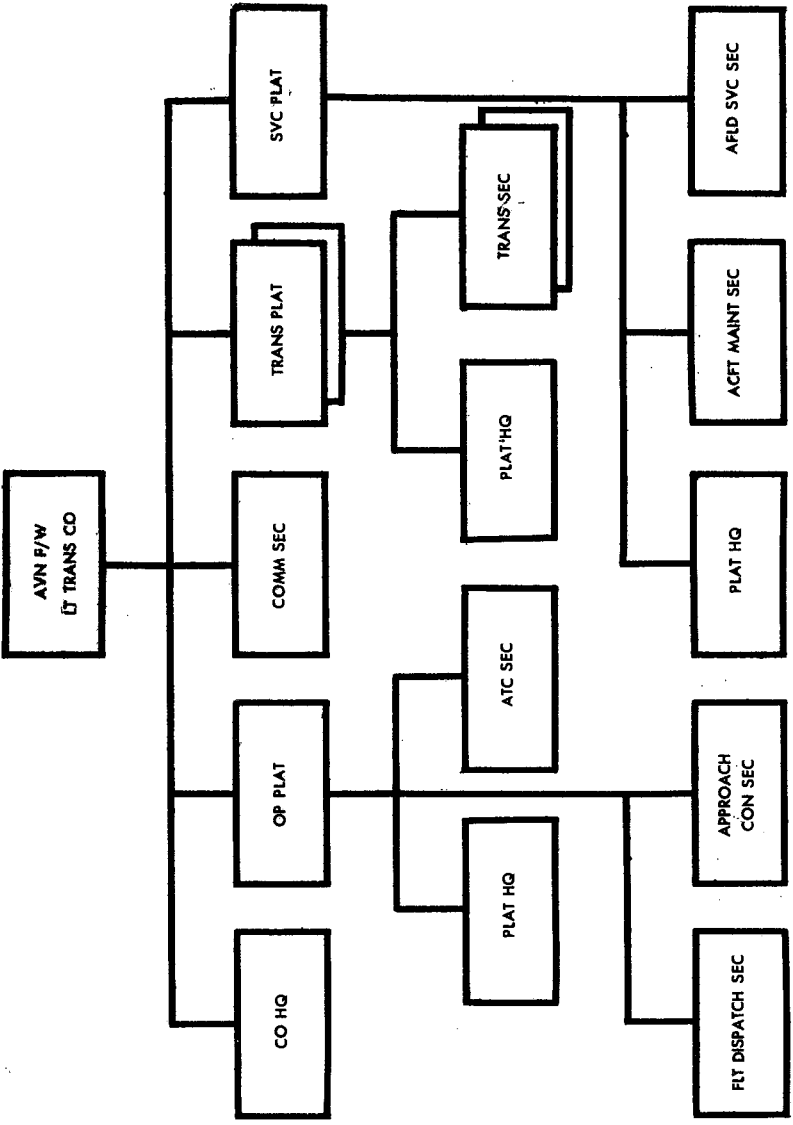 AVN F/W
LT TRANS CO
CO HQ
OP PLAT
COMM SEC
TRANS PLAT
SVC PLAT
PLAT HQ
ATC SEC
PLAT HQ
TRANS SEC
FLT DISPATCH SEC
APPROACH
CON SEC
PLAT HQ
ACFT MAINT SEC
AFLD SVC SEC